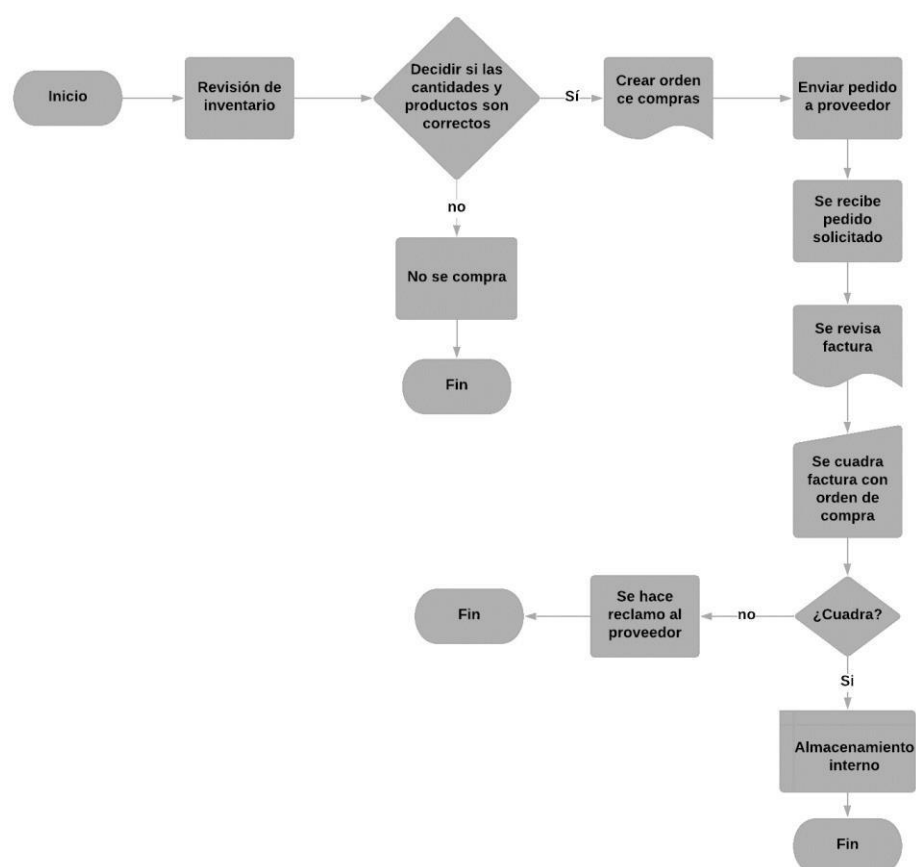 Inicio
Revisión de
inventario
Decidir si las
cantidades y
productos son
correctos
Sí
Crear orden
ce compras
Enviar pedido
a proveedor
no
No se compra
Fin
Se recibe
pedido
solicitado
Se revisa
factura
Se cuadra
factura con
orden de
compra
¿Cuadra?
no
Se hace
reclamo al
proveedor
Fin
Si
Almacenamiento
interno
Fin